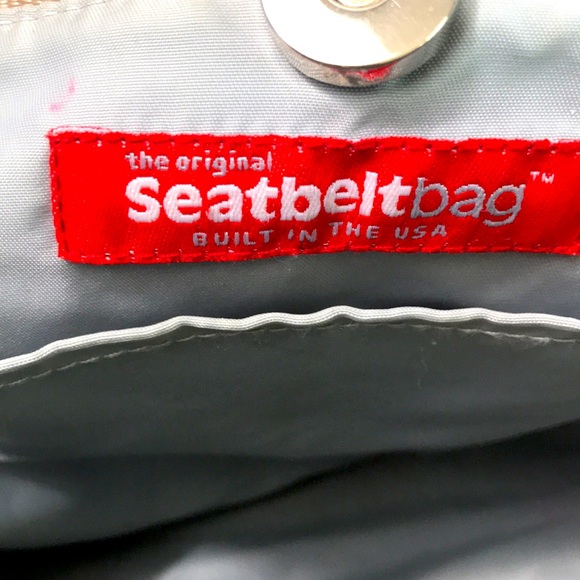 the original
Seatbeltbag™
BUILT IN THE USA